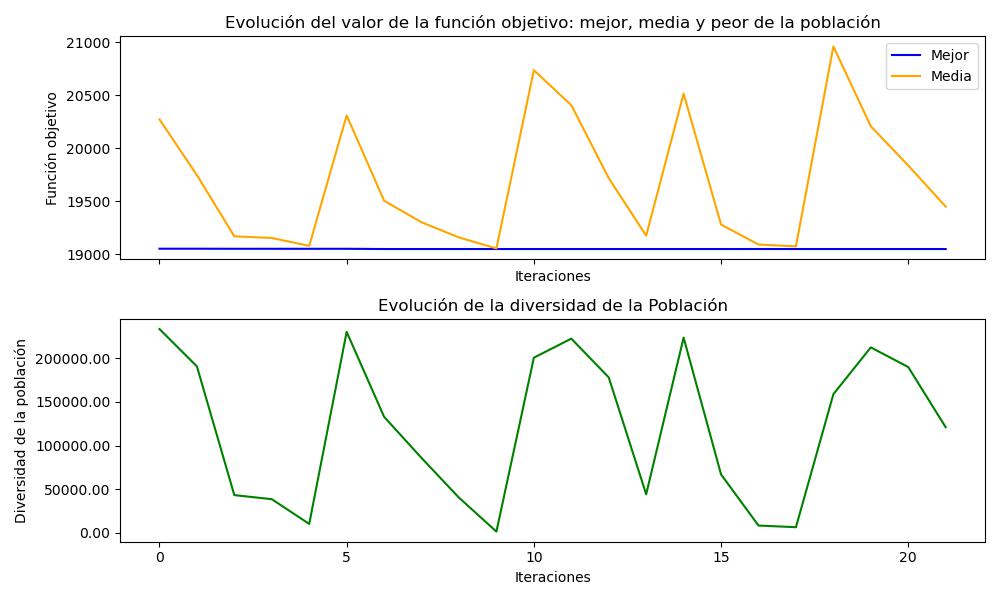 Evolución del valor de la función objetivo: mejor, media y peor de la población
21000
20500
20000
19500
19000
Función objetivo
Mejor
Media
Iteraciones
Evolución de la diversidad de la Población
200000.00
150000.00
100000.00
50000.00
0.00
Diversidad de la población
0 5 10 15 20
Iteraciones